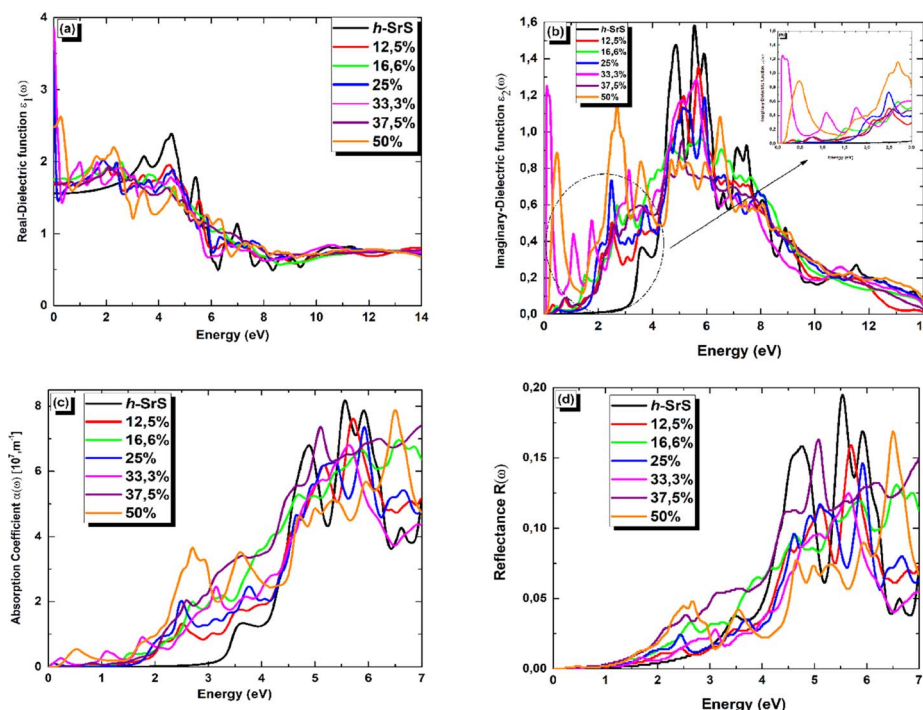 (a)
h-SrS
12,5%
16,6%
25%
33,3%
37,5%
50%
Real-Dielectric function ε1(ω)
4
3
2
1
0
0 2 4 6 8 10 12 14
Energy (eV)
(b)
h-SrS
12,5%
16,6%
25%
33,3%
37,5%
50%
Imaginary-Dielectric function ε2(ω)
1,6
1,4
1,2
1,0
0,8
0,6
0,4
0,2
0,0
0 2 4 6 8 10 12
Energy (eV)
Energy (eV)
(c)
h-SrS
12,5%
16,6%
25%
33,3%
37,5%
50%
Absorption Coefficient α(ω) [10⁷,m⁻¹]
8
6
4
2
0
0 1 2 3 4 5 6 7
Energy (eV)
(d)
h-SrS
12,5%
16,6%
25%
33,3%
37,5%
50%
Reflectance R(ω)
0,20
0,15
0,10
0,05
0,00
0 1 2 3 4 5 6 7
Energy (eV)